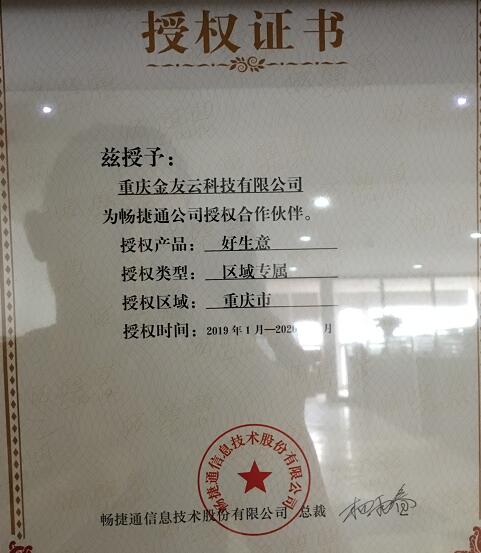 授权证书
兹授予：
重庆金友云科技有限公司
为畅捷通公司授权合作伙伴。
授权产品：好生意
授权类型：区域专属
授权区域：重庆市
授权时间：2019年1月—2020 月
畅捷通信息技术股份有限公司
畅捷通信息技术股份有限公司 总裁